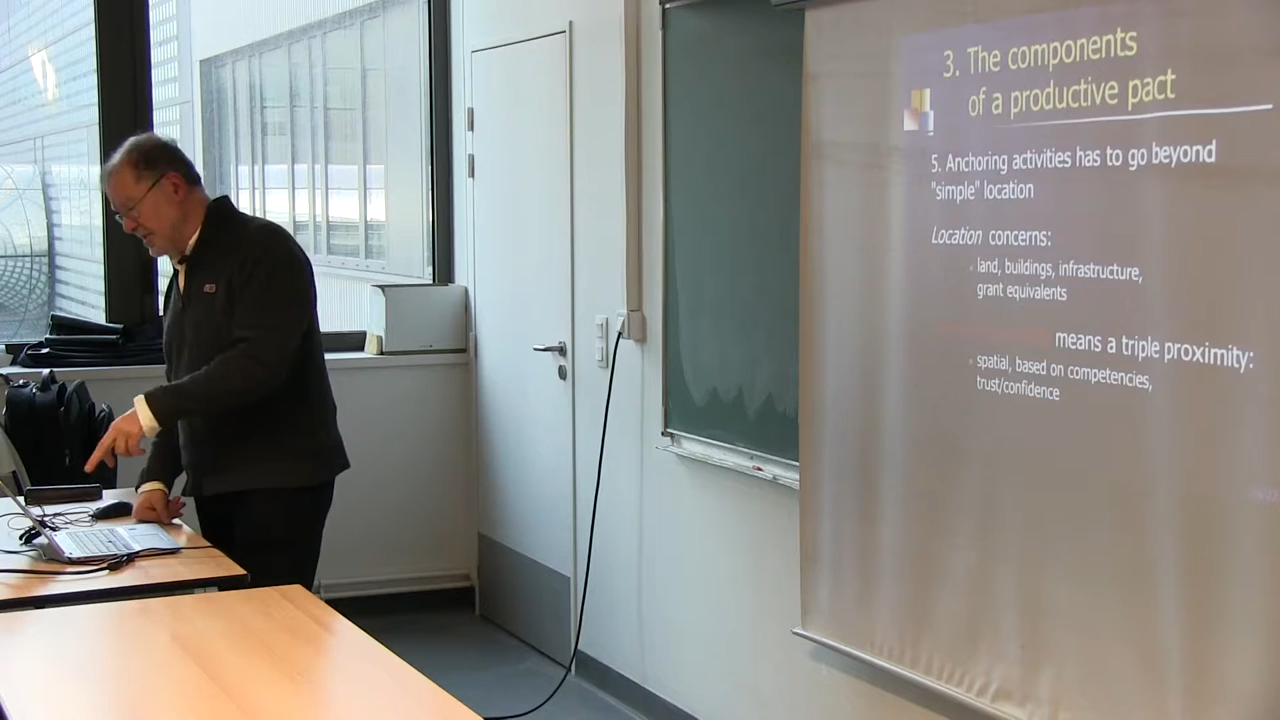 3. The components
of a productive pact
5. Anchoring activities has to go beyond
"simple" location
Location concerns:
land, buildings, infrastructure,
grant equivalents
means a triple proximity:
spatial, based on competencies,
trust/confidence